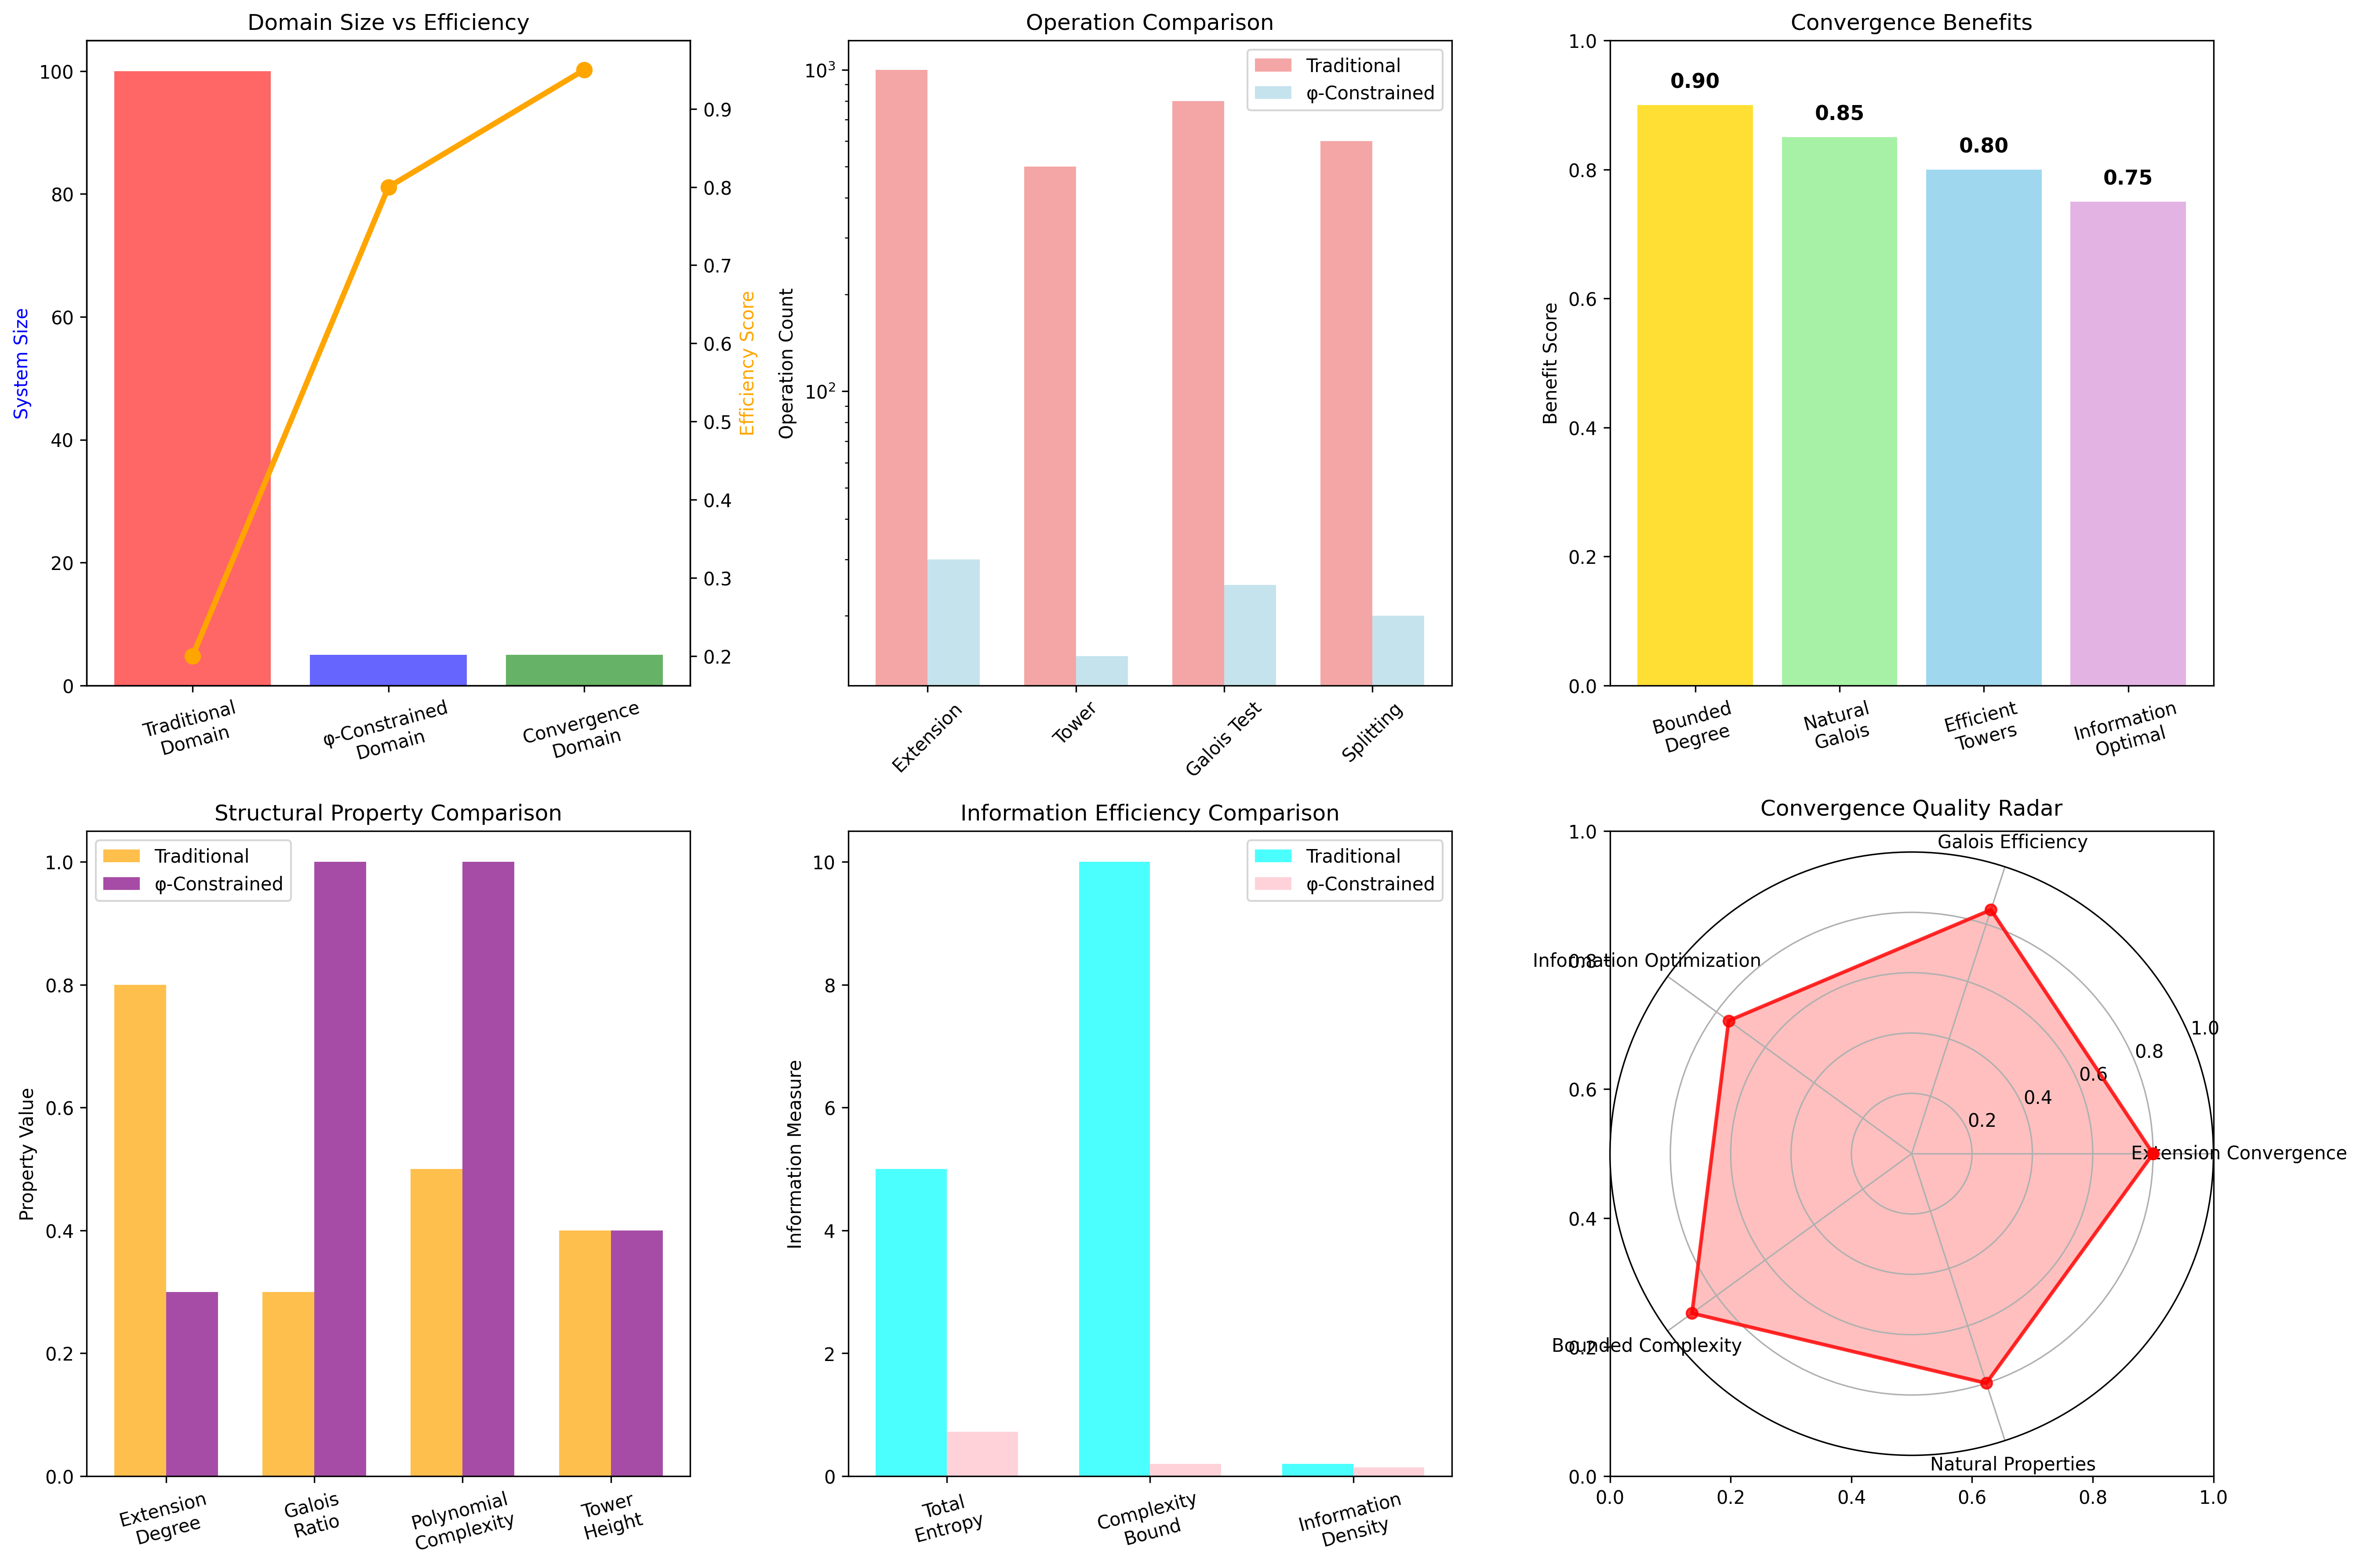 Domain Size vs Efficiency
System Size
100
80
60
40
20
0
0.9
0.8
0.7
0.6
0.5
0.4
0.3
0.2
Efficiency Score
Traditional
Domain
φ-Constrained
Domain
Convergence
Domain
Operation Comparison
Operation Count
10³
10²
Traditional
φ-Constrained
Extension
Tower
Galois Test
Splitting
Convergence Benefits
Benefit Score
1.0
0.8
0.6
0.4
0.2
0.0
0.90
0.85
0.80
0.75
Bounded
Degree
Natural
Galois
Efficient
Towers
Information
Optimal
Structural Property Comparison
Property Value
1.0
0.8
0.6
0.4
0.2
0.0
Traditional
φ-Constrained
Extension
Degree
Galois
Ratio
Polynomial
Complexity
Tower
Height
Information Efficiency Comparison
Information Measure
10
8
6
4
2
0
Traditional
φ-Constrained
Total
Entropy
Complexity
Bound
Information
Density
Convergence Quality Radar
1.0
0.8
0.6
0.4
0.2
0.0
0.0
0.2
0.4
0.6
0.8
1.0
Galois Efficiency
Information Optimization
Extension Convergence
Bounded Complexity
Natural Properties
1.0
0.8
0.6
0.4
0.2